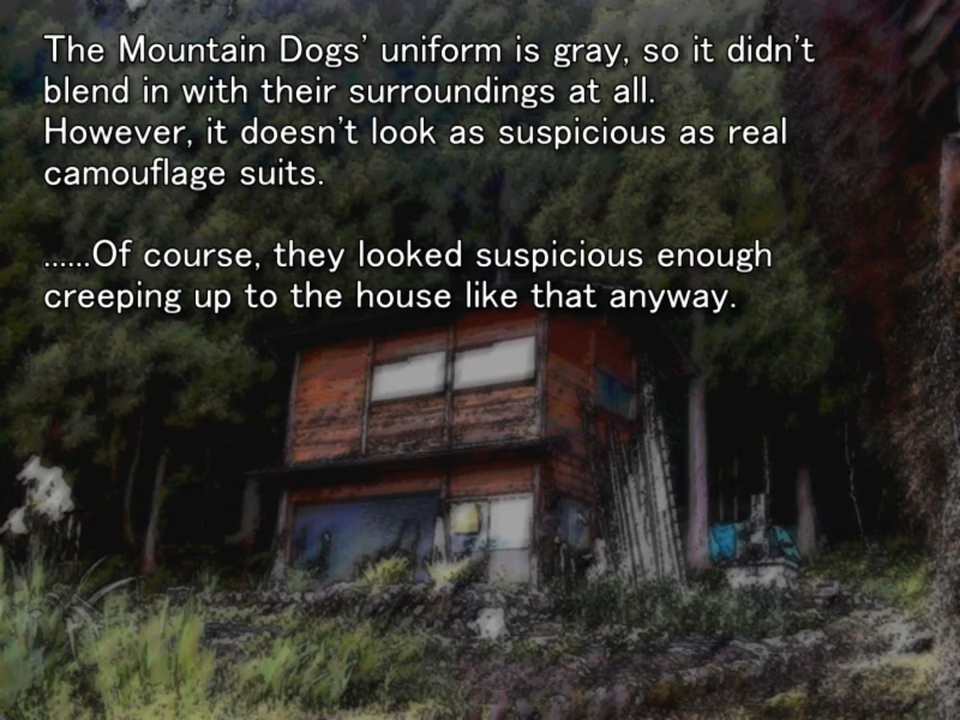 The Mountain Dogs’ uniform is gray, so it didn’t
blend in with their surroundings at all.
However, it doesn’t look as suspicious as real
camouflage suits.
......Of course, they looked suspicious enough
creeping up to the house like that anyway.